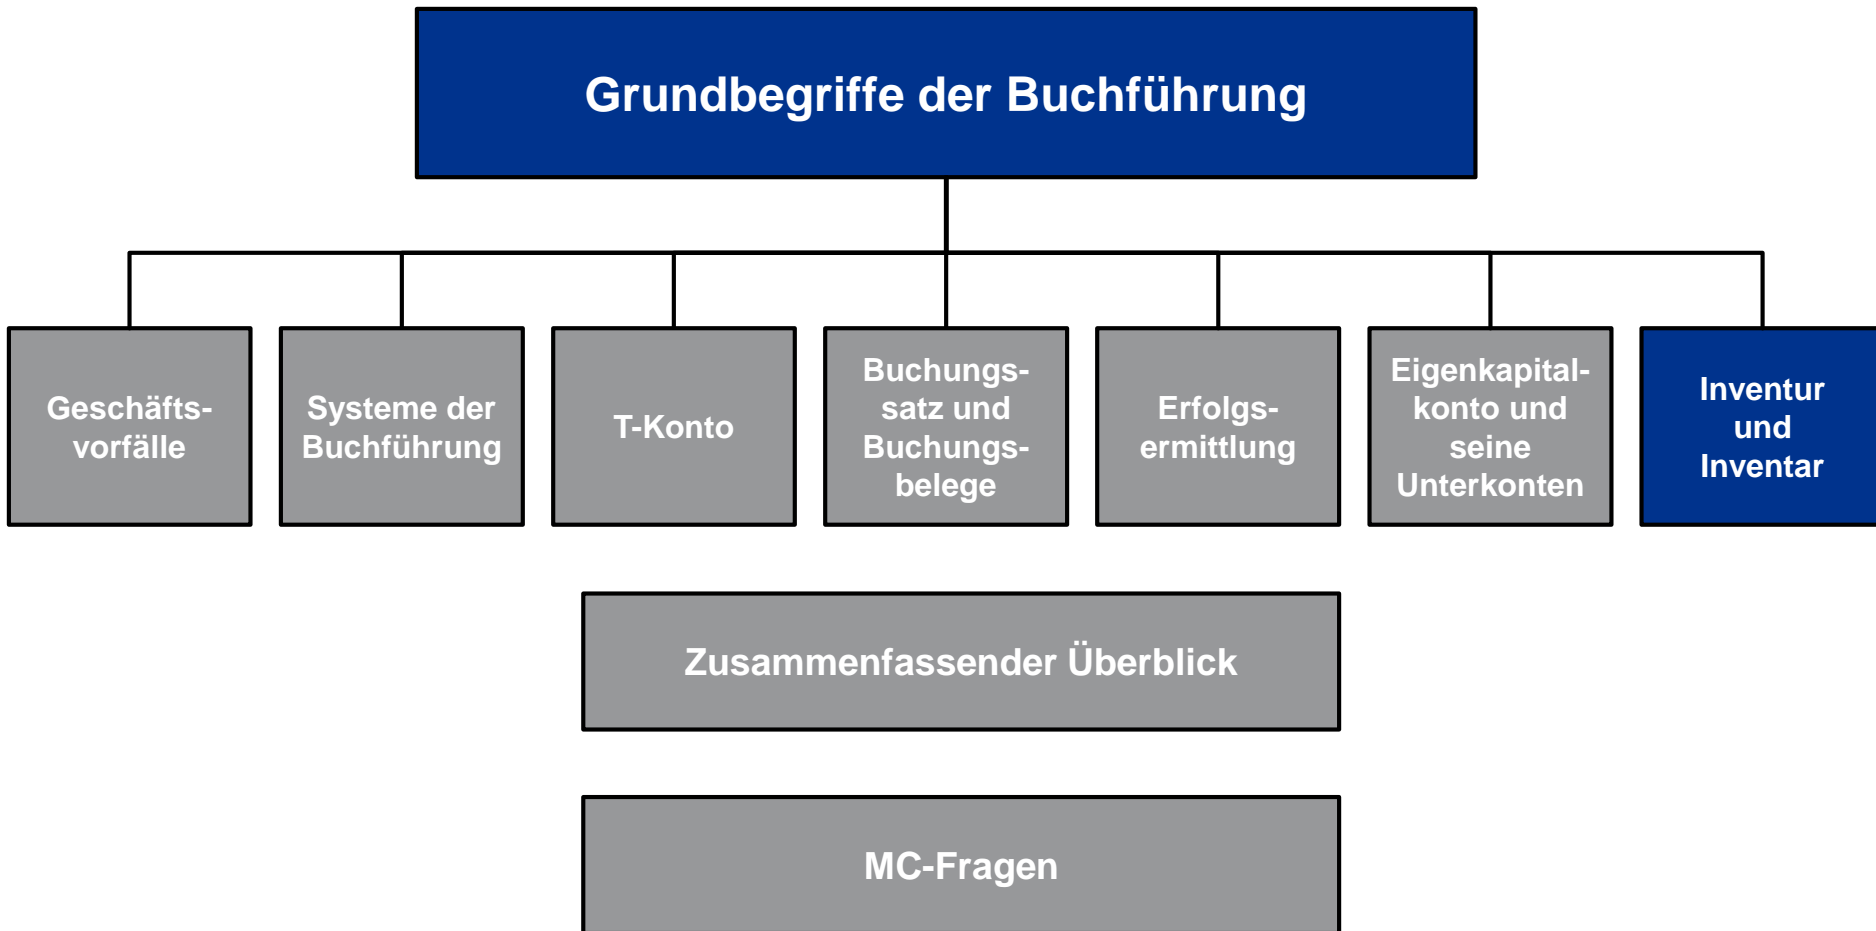 Grundbegriffe der Buchführung
Geschäfts-
vorfälle
Systeme der
Buchführung
T-Konto
Buchungs-
satz und
Buchungs-
belege
Erfolgs-
ermittlung
Eigenkapital-
konto und
seine
Unterkonten
Inventur
und
Inventar
Zusammenfassender Überblick
MC-Fragen